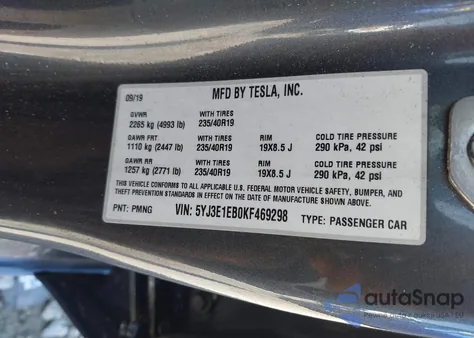 09/19 MFD BY TESLA, INC.
GVWR WITH TIRES
2265 kg (4993 lb) 235/40R19
GAWR FRT WITH TIRES RIM COLD TIRE PRESSURE
1110 kg (2447 lb) 235/40R19 19X8.5 J 290 kPa, 42 psi
GAWR RR WITH TIRES RIM COLD TIRE PRESSURE
1257 kg (2771 lb) 235/40R19 19X8.5 J 290 kPa, 42 psi
THIS VEHICLE CONFORMS TO ALL APPLICABLE U.S. FEDERAL MOTOR VEHICLE SAFETY, BUMPER, AND
THEFT PREVENTION STANDARDS IN EFFECT ON THE DATE OF MANUFACTURE SHOWN ABOVE.
PNT: PMNG VIN: 5YJ3E1EB0KF469298 TYPE: PASSENGER CAR
autoSnap